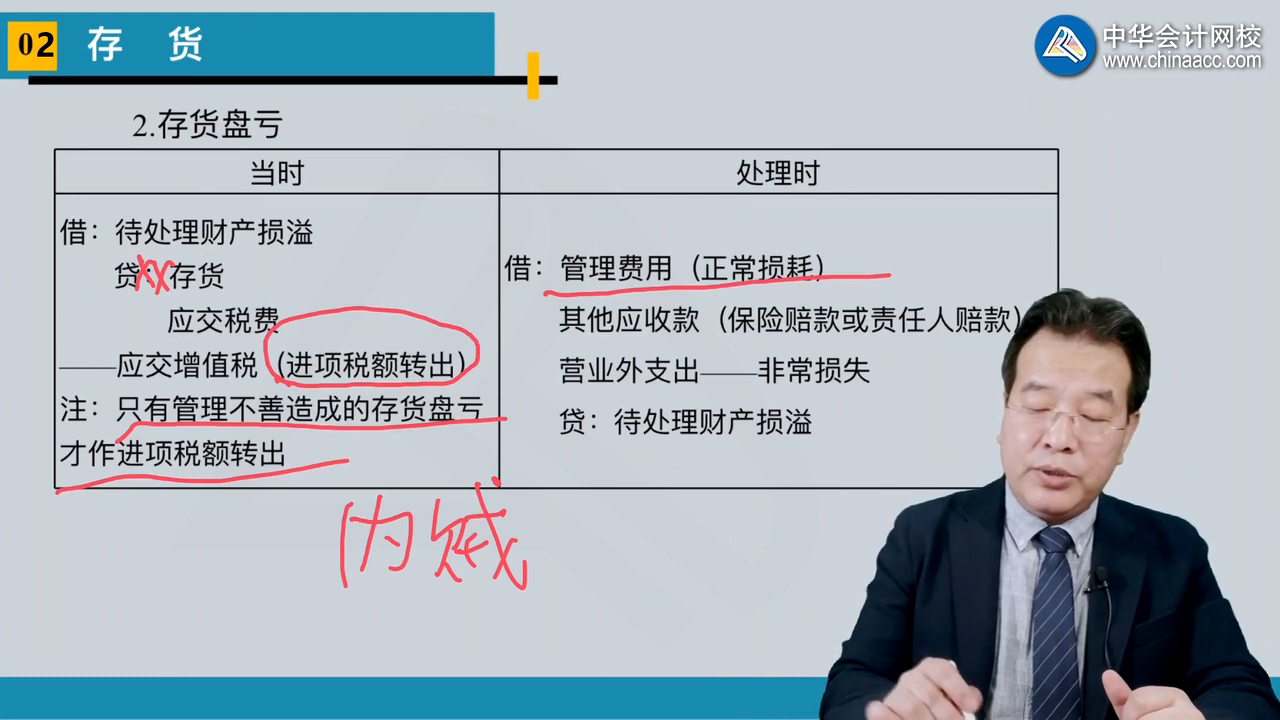 02 存 货
中华会计网校
www.chinaacc.com
2.存货盘亏
当时
处理时
借：待处理财产损溢
贷：存货
应交税费
——应交增值税（进项税额转出）
注：只有管理不善造成的存货盘亏
才作进项税额转出
借：管理费用（正常损耗）
其他应收款（保险赔款或责任人赔款）
营业外支出——非常损失
贷：待处理财产损溢
内贼